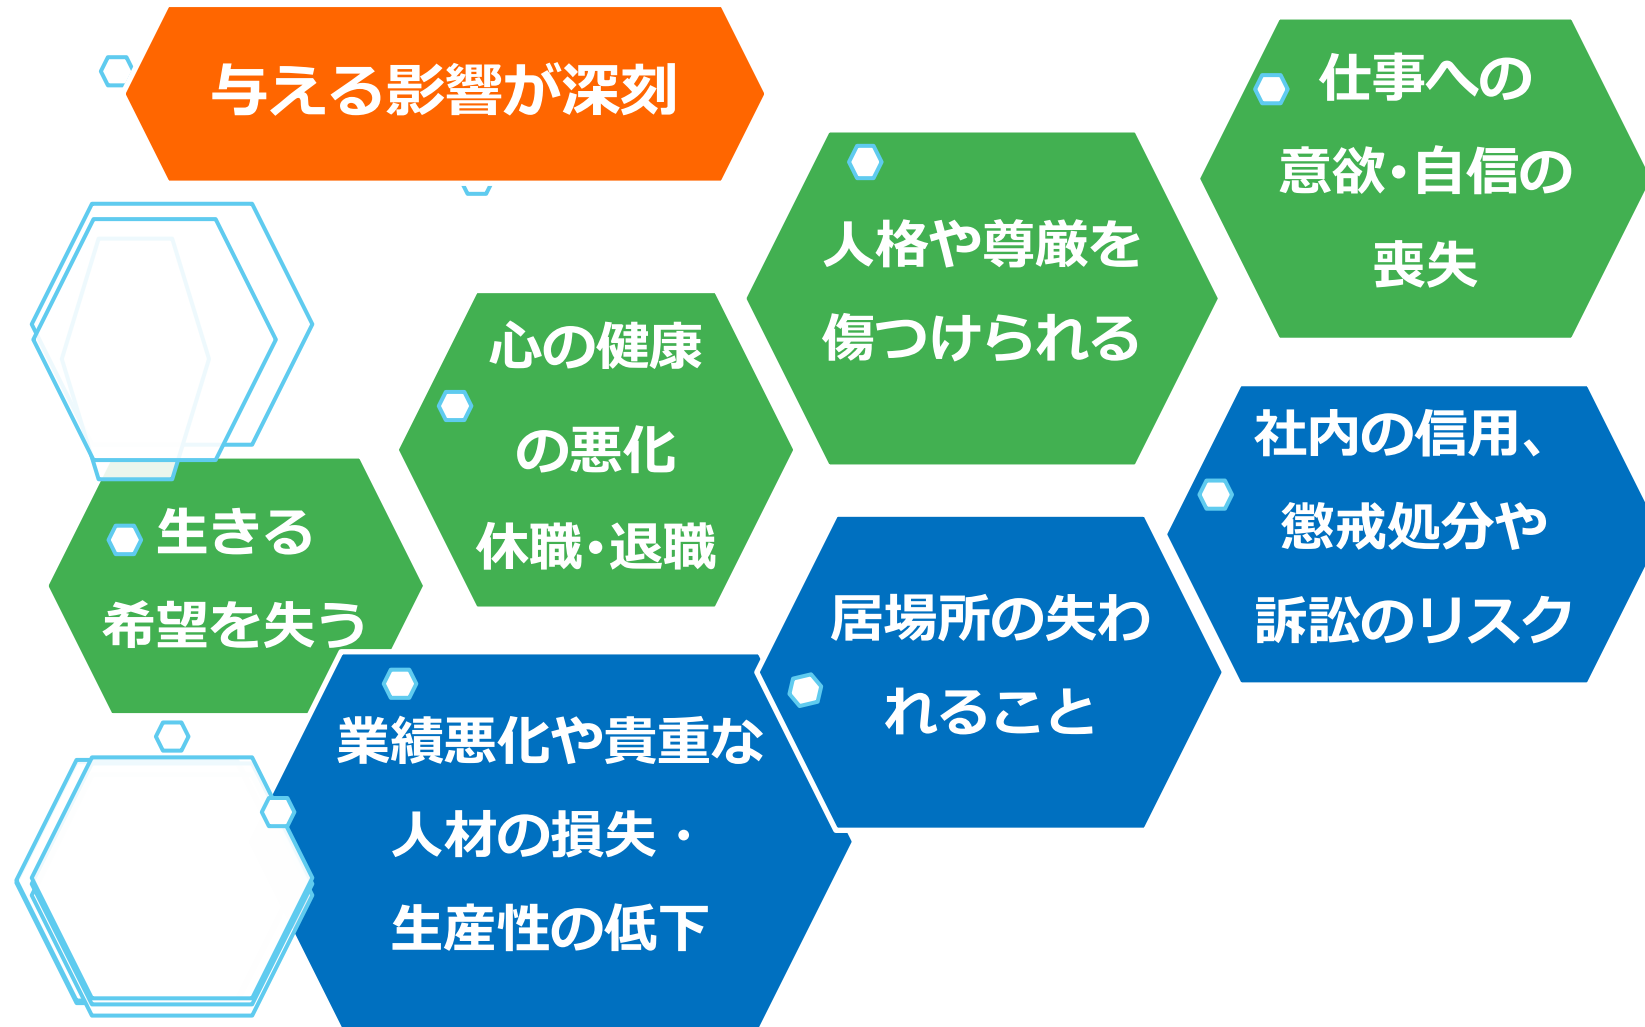 与える影響が深刻
仕事への
意欲･自信の
喪失
人格や尊厳を
傷つけられる
心の健康
の悪化
休職･退職
生きる
希望を失う
社内の信用、
懲戒処分や
訴訟のリスク
居場所の失わ
れること
業績悪化や貴重な
人材の損失・
生産性の低下